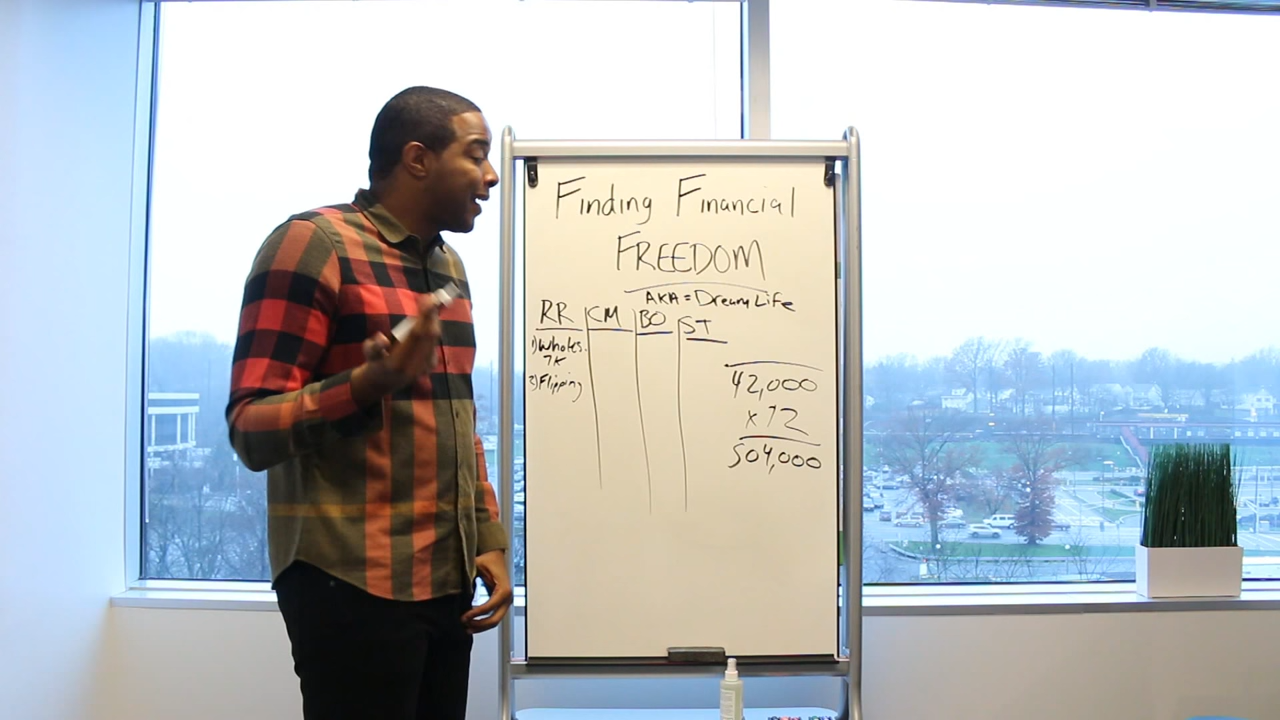 Finding Financial
FREEDOM
AKA = Dream Life
RR CM BO ST
1) Wholes.
7K
2) Flipping
42,000
x 12
504,000